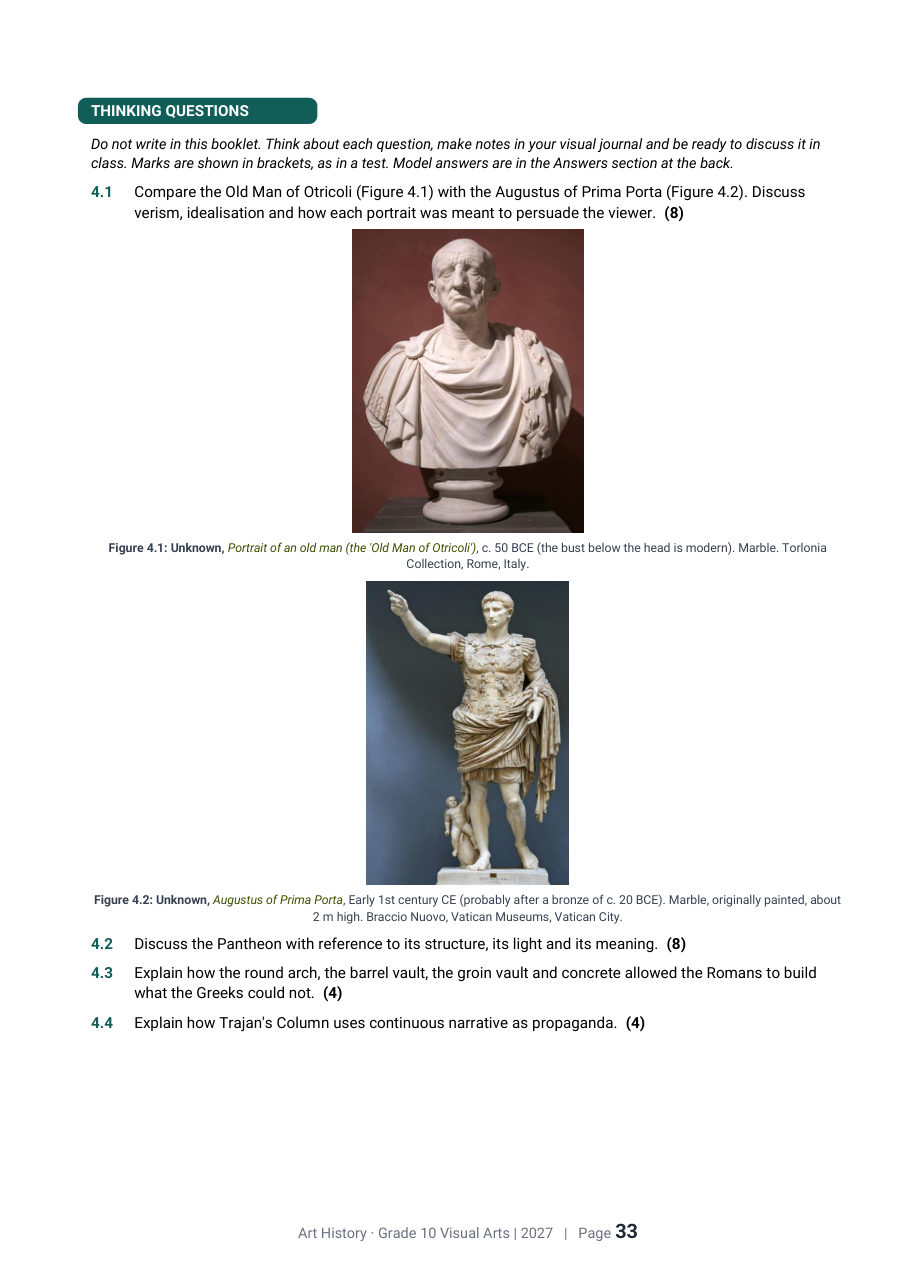 THINKING QUESTIONS
Do not write in this booklet. Think about each question, make notes in your visual journal and be ready to discuss it in
class. Marks are shown in brackets, as in a test. Model answers are in the Answers section at the back.
4.1 Compare the Old Man of Otricoli (Figure 4.1) with the Augustus of Prima Porta (Figure 4.2). Discuss
verism, idealisation and how each portrait was meant to persuade the viewer. (8)
Figure 4.1: Unknown, Portrait of an old man (the 'Old Man of Otricoli'), c. 50 BCE (the bust below the head is modern). Marble. Torlonia
Collection, Rome, Italy.
Figure 4.2: Unknown, Augustus of Prima Porta, Early 1st century CE (probably after a bronze of c. 20 BCE). Marble, originally painted, about
2 m high. Braccio Nuovo, Vatican Museums, Vatican City.
4.2 Discuss the Pantheon with reference to its structure, its light and its meaning. (8)
4.3 Explain how the round arch, the barrel vault, the groin vault and concrete allowed the Romans to build
what the Greeks could not. (4)
4.4 Explain how Trajan's Column uses continuous narrative as propaganda. (4)
Art History · Grade 10 Visual Arts | 2027 | Page 33